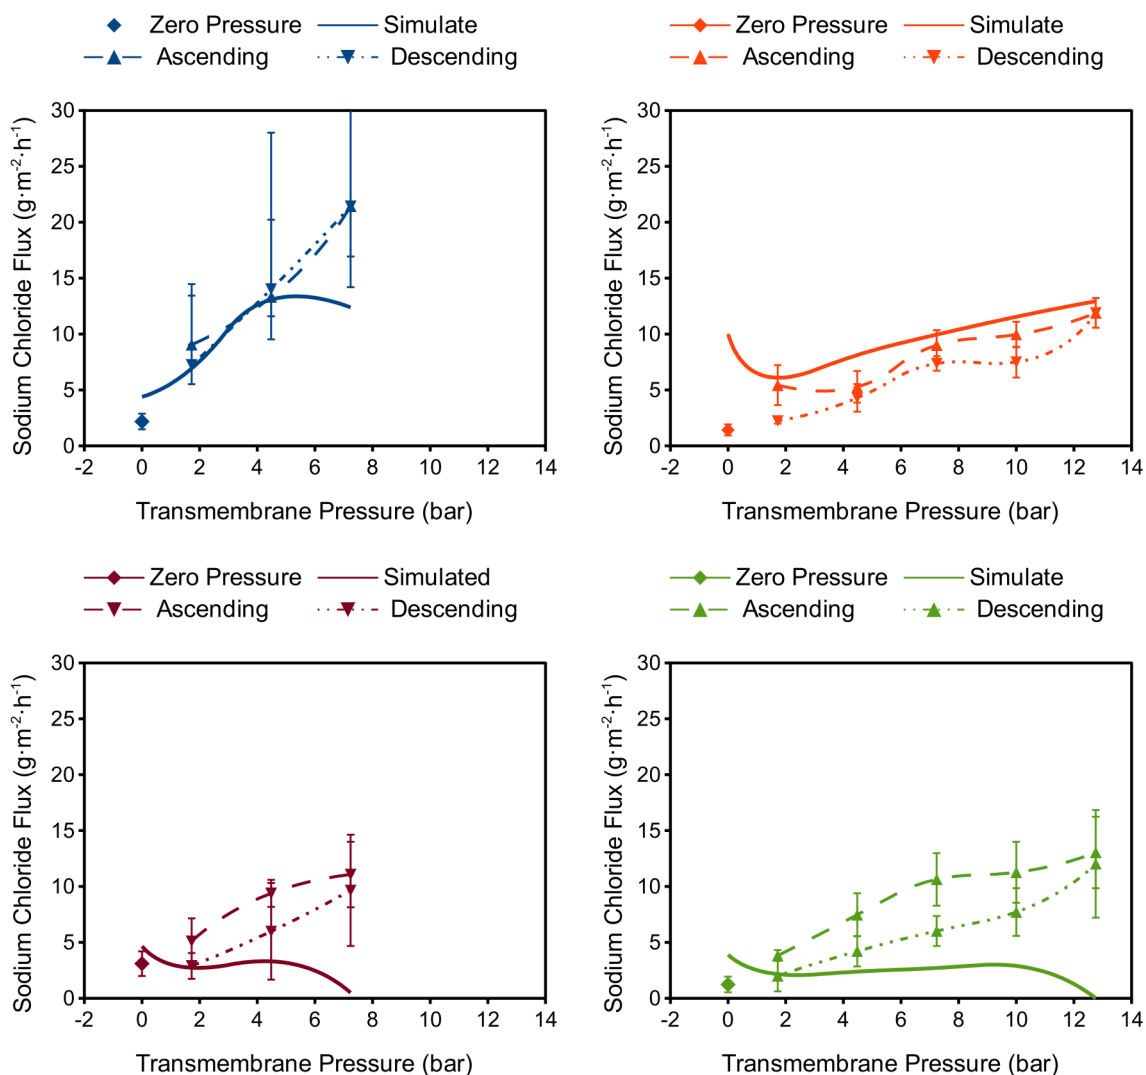 Zero Pressure Simulate
Ascending Descending
Zero Pressure Simulate
Ascending Descending
30
25
20
15
10
5
0
-2 0 2 4 6 8 10 12 14
Sodium Chloride Flux (g·m⁻²·h⁻¹)
Transmembrane Pressure (bar)
30
25
20
15
10
5
0
-2 0 2 4 6 8 10 12 14
Sodium Chloride Flux (g·m⁻²·h⁻¹)
Transmembrane Pressure (bar)
Zero Pressure Simulated
Ascending Descending
Zero Pressure Simulate
Ascending Descending
30
25
20
15
10
5
0
-2 0 2 4 6 8 10 12 14
Sodium Chloride Flux (g·m⁻²·h⁻¹)
Transmembrane Pressure (bar)
30
25
20
15
10
5
0
-2 0 2 4 6 8 10 12 14
Sodium Chloride Flux (g·m⁻²·h⁻¹)
Transmembrane Pressure (bar)